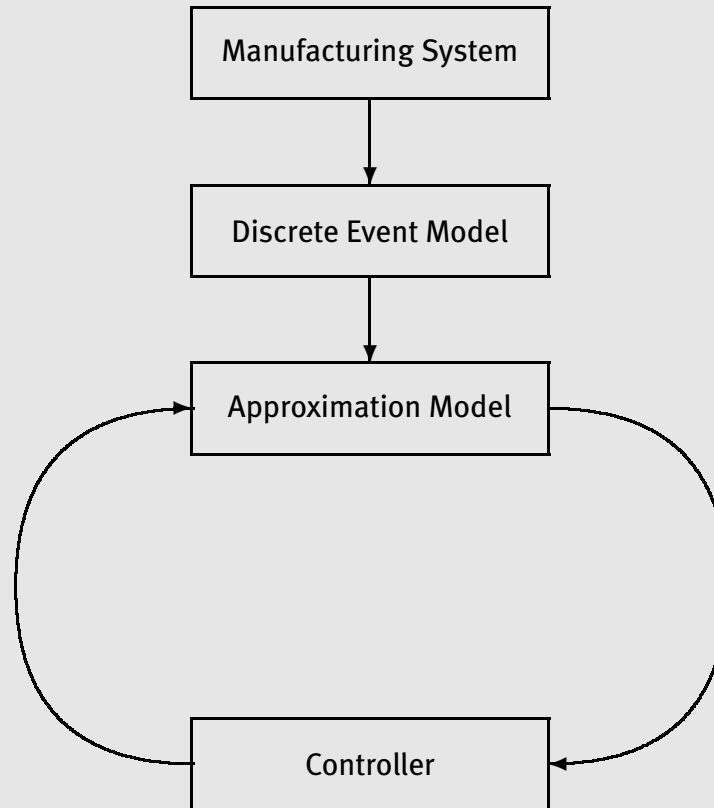 Manufacturing System
Discrete Event Model
Approximation Model
Controller